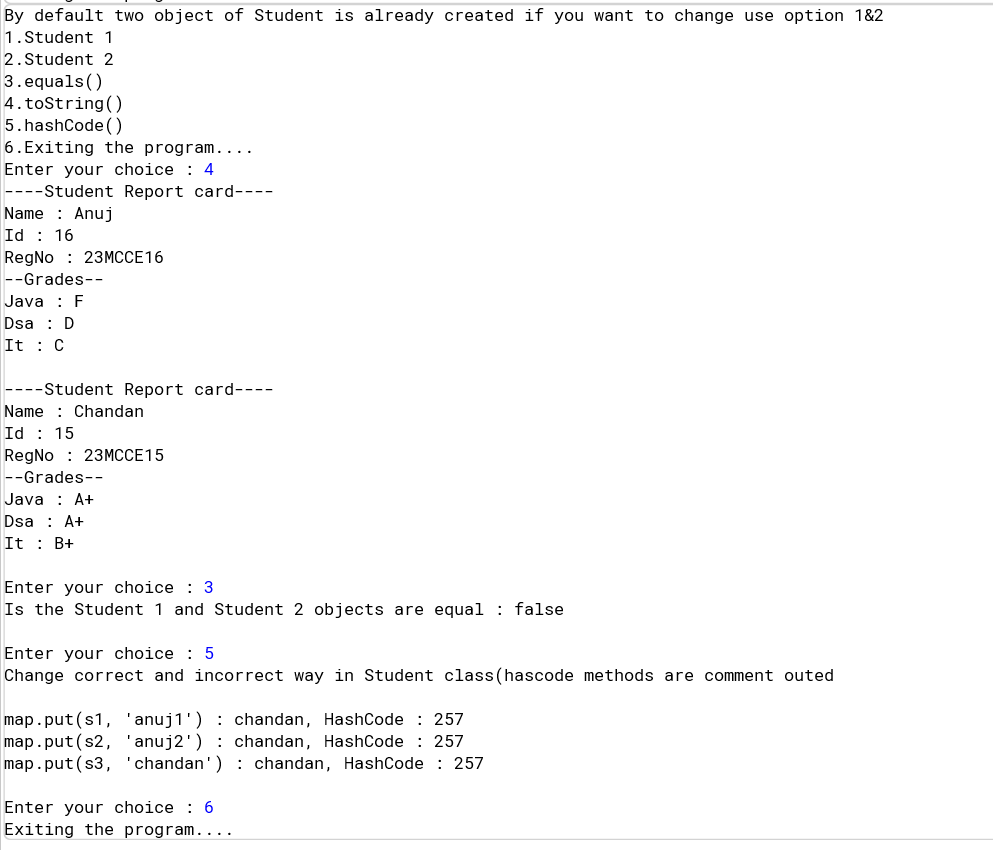 By default two object of Student is already created if you want to change use option 1&2
1.Student 1
2.Student 2
3.equals()
4.toString()
5.hashCode()
6.Exiting the program....
Enter your choice : 4
----Student Report card----
Name : Anuj
Id : 16
RegNo : 23MCCE16
--Grades--
Java : F
Dsa : D
It : C
----Student Report card----
Name : Chandan
Id : 15
RegNo : 23MCCE15
--Grades--
Java : A+
Dsa : A+
It : B+
Enter your choice : 3
Is the Student 1 and Student 2 objects are equal : false
Enter your choice : 5
Change correct and incorrect way in Student class(hascode methods are comment outed
map.put(s1, 'anuj1') : chandan, HashCode : 257
map.put(s2, 'anuj2') : chandan, HashCode : 257
map.put(s3, 'chandan') : chandan, HashCode : 257
Enter your choice : 6
Exiting the program....